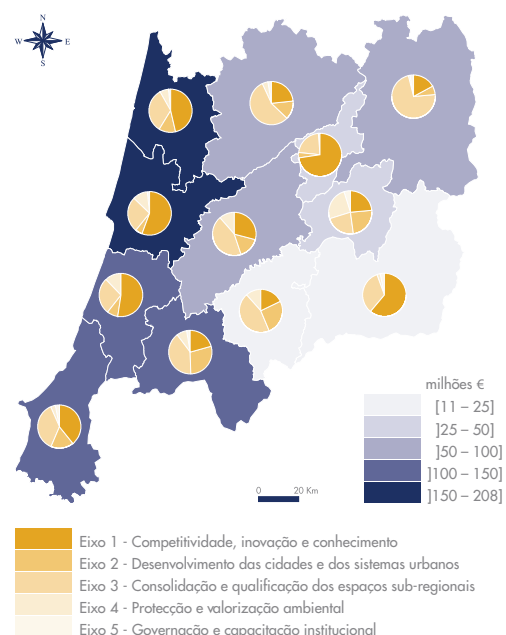 N
W E
S
milhões €
[11 – 25]
]25 – 50]
]50 – 100]
]100 – 150]
]150 – 208]
0 20 Km
Eixo 1 - Competitividade, inovação e conhecimento
Eixo 2 - Desenvolvimento das cidades e dos sistemas urbanos
Eixo 3 - Consolidação e qualificação dos espaços sub-regionais
Eixo 4 - Protecção e valorização ambiental
Eixo 5 - Governação e capacitação institucional